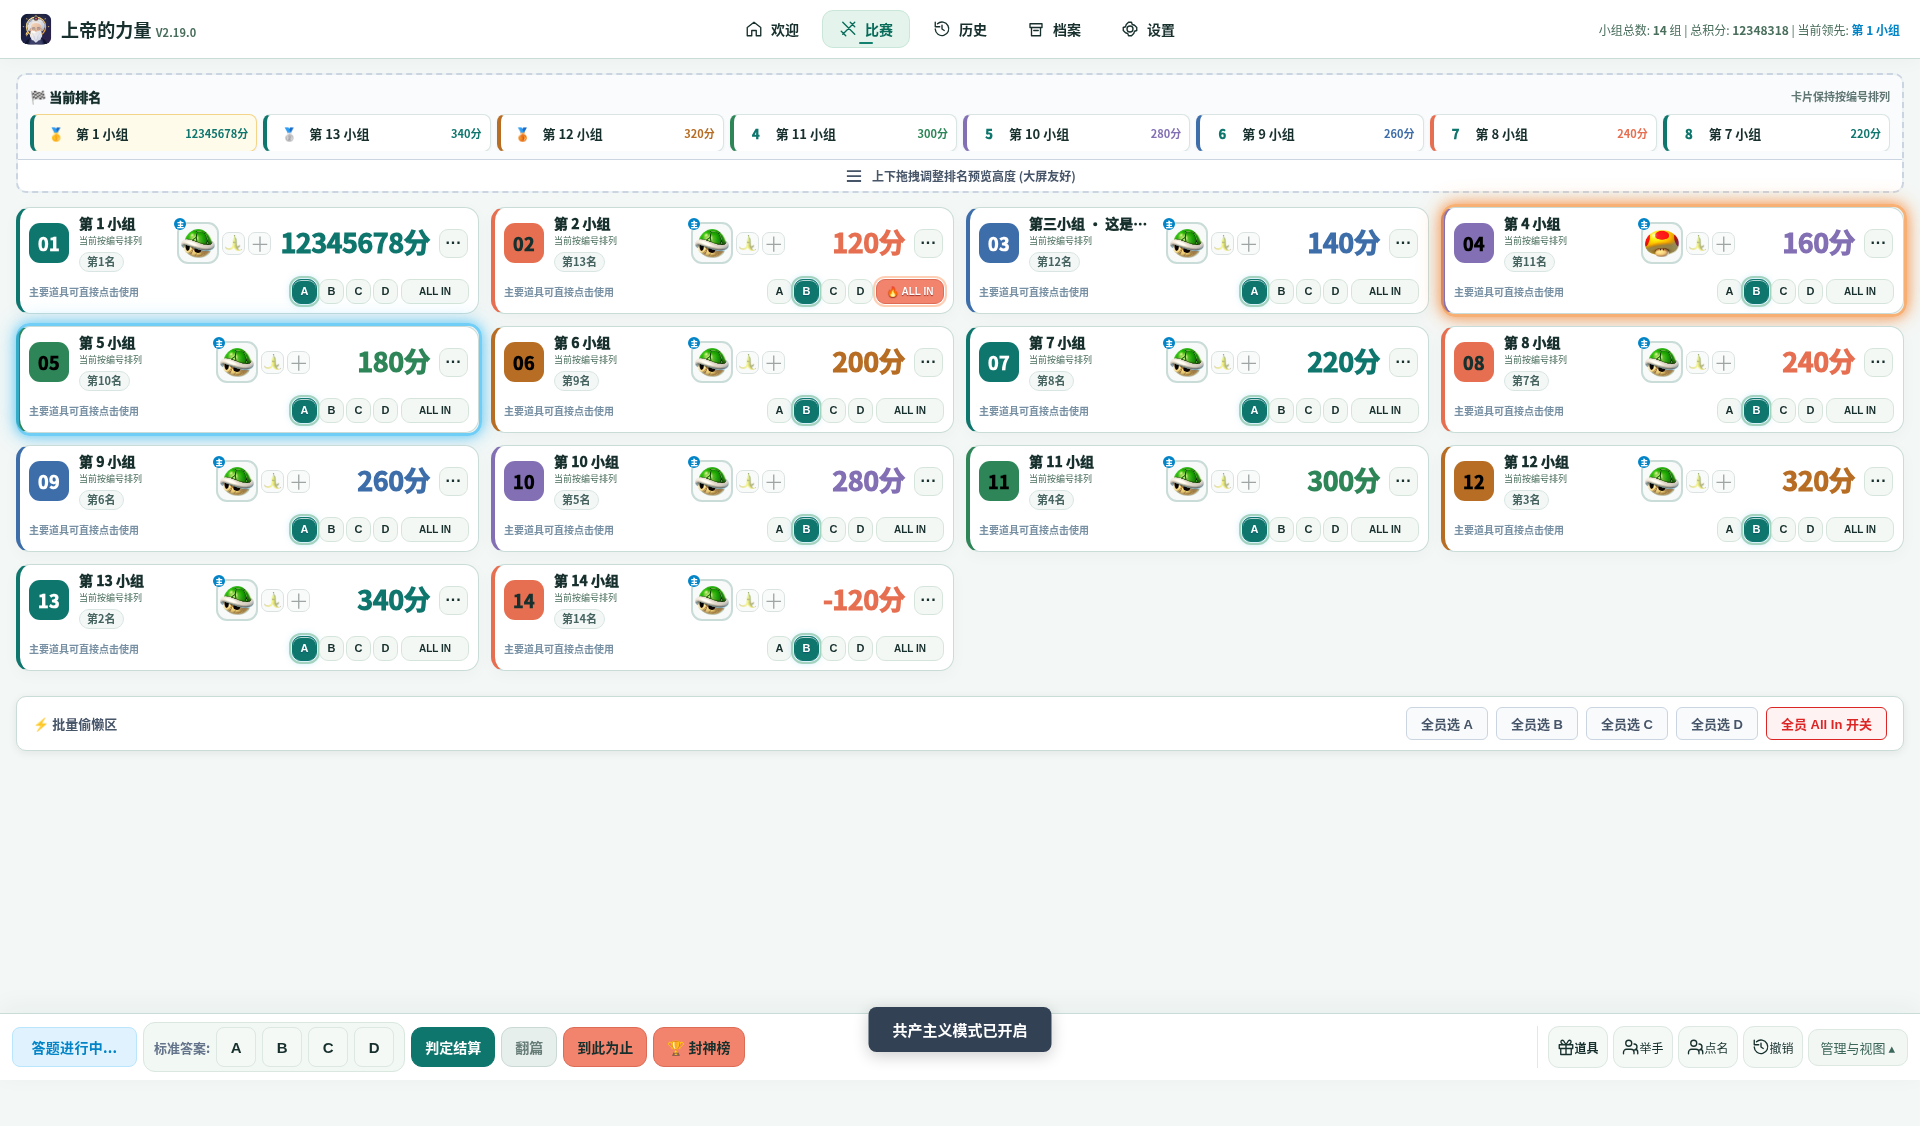 上帝的力量 V2.19.0
欢迎
比赛
历史
档案
设置
小组总数: 14 组 | 总积分: 12348318 | 当前领先: 第 1 小组
🏁 当前排名
卡片保持按编号排列
🥇 第 1 小组 12345678分
🥈 第 13 小组 340分
🥉 第 12 小组 320分
4 第 11 小组 300分
5 第 10 小组 280分
6 第 9 小组 260分
7 第 8 小组 240分
8 第 7 小组 220分
上下拖拽调整排名预览高度 (大屏友好)
01 第 1 小组 当前按编号排列 第1名 主 12345678分 ···
主要道具可直接点击使用 A B C D ALL IN
02 第 2 小组 当前按编号排列 第13名 主 120分 ···
主要道具可直接点击使用 A B C D 🔥 ALL IN
03 第三小组 · 这是··· 当前按编号排列 第12名 主 140分 ···
主要道具可直接点击使用 A B C D ALL IN
04 第 4 小组 当前按编号排列 第11名 主 160分 ···
主要道具可直接点击使用 A B C D ALL IN
05 第 5 小组 当前按编号排列 第10名 主 180分 ···
主要道具可直接点击使用 A B C D ALL IN
06 第 6 小组 当前按编号排列 第9名 主 200分 ···
主要道具可直接点击使用 A B C D ALL IN
07 第 7 小组 当前按编号排列 第8名 主 220分 ···
主要道具可直接点击使用 A B C D ALL IN
08 第 8 小组 当前按编号排列 第7名 主 240分 ···
主要道具可直接点击使用 A B C D ALL IN
09 第 9 小组 当前按编号排列 第6名 主 260分 ···
主要道具可直接点击使用 A B C D ALL IN
10 第 10 小组 当前按编号排列 第5名 主 280分 ···
主要道具可直接点击使用 A B C D ALL IN
11 第 11 小组 当前按编号排列 第4名 主 300分 ···
主要道具可直接点击使用 A B C D ALL IN
12 第 12 小组 当前按编号排列 第3名 主 320分 ···
主要道具可直接点击使用 A B C D ALL IN
13 第 13 小组 当前按编号排列 第2名 主 340分 ···
主要道具可直接点击使用 A B C D ALL IN
14 第 14 小组 当前按编号排列 第14名 主 -120分 ···
主要道具可直接点击使用 A B C D ALL IN
⚡ 批量偷懒区
全员选 A
全员选 B
全员选 C
全员选 D
全员 All In 开关
共产主义模式已开启
答题进行中...
标准答案: A B C D
判定结算
翻篇
到此为止
🏆 封神榜
道具
举手
点名
撤销
管理与视图 ▴